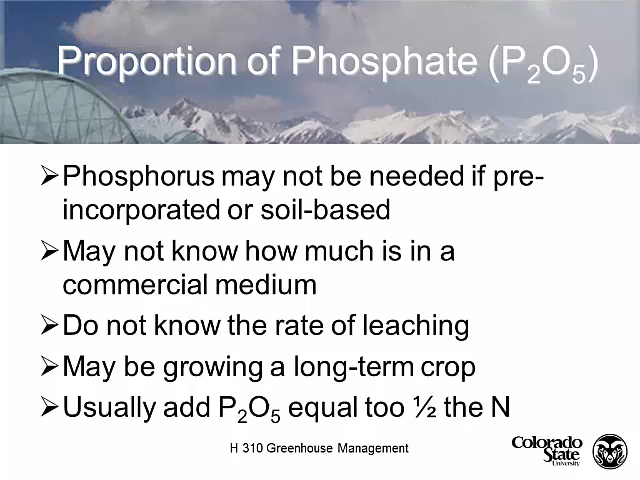 Proportion of Phosphate (P₂O₅)
➢Phosphorus may not be needed if pre-
incorporated or soil-based
➢May not know how much is in a
commercial medium
➢Do not know the rate of leaching
➢May be growing a long-term crop
➢Usually add P₂O₅ equal too ½ the N
H 310 Greenhouse Management
Colorado
State
University